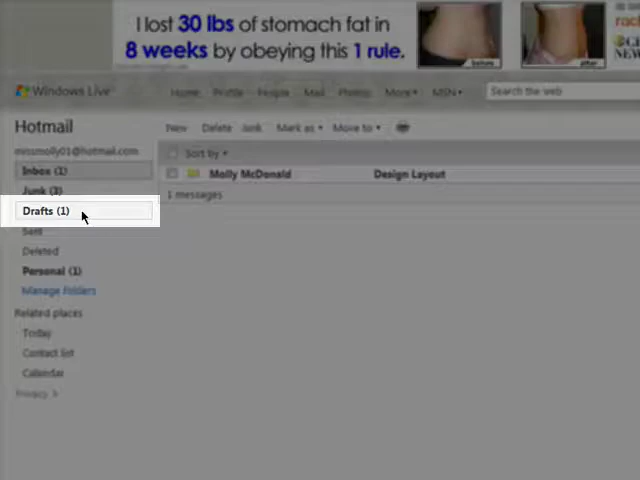 I lost 30 lbs of stomach fat in
8 weeks by obeying this 1 rule.
before
after
NEW
Windows Live
Home Profile People Mail Photos More MSN
Search the web
Hotmail
New Delete Junk Mark as Move to
missmolly01@hotmail.com
Sort by
Inbox (1)
Molly McDonald Design Layout
Junk (3)
1 messages
Drafts (1)
Sent
Deleted
Personal (1)
Manage folders
Related places
Today
Contact list
Calendar
Privacy